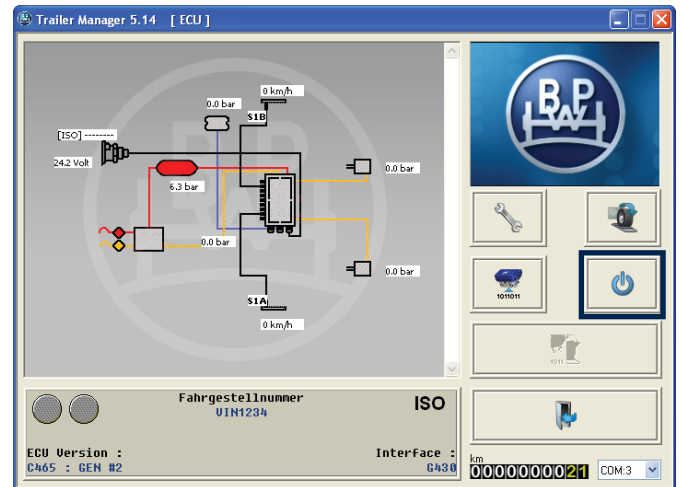 Trailer Manager 5.14 [ ECU ]
0 km/h
0.0 bar
S1B
[ISO] --------
24.2 Volt
0.0 bar
6.3 bar
0.0 bar
0.0 bar
S1A
0 km/h
BPW
1011011
1011
Fahrgestellnummer
VIN1234
ISO
ECU Version :
C465 : GEN #2
Interface :
G430
km
0000000021
COM:3